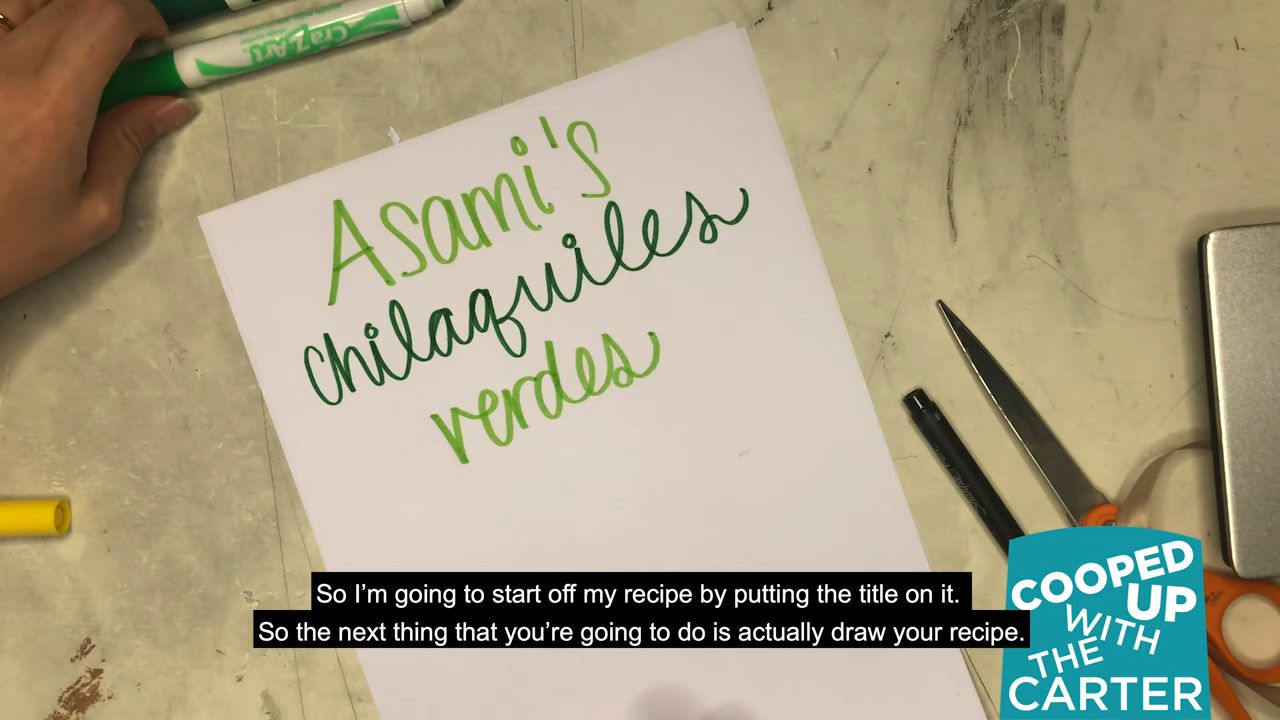 CraZArt
Asami's
chilaquiles
verdes
So I'm going to start off my recipe by putting the title on it.
So the next thing that you're going to do is actually draw your recipe.
COOPED
UP
WITH
THE
CARTER